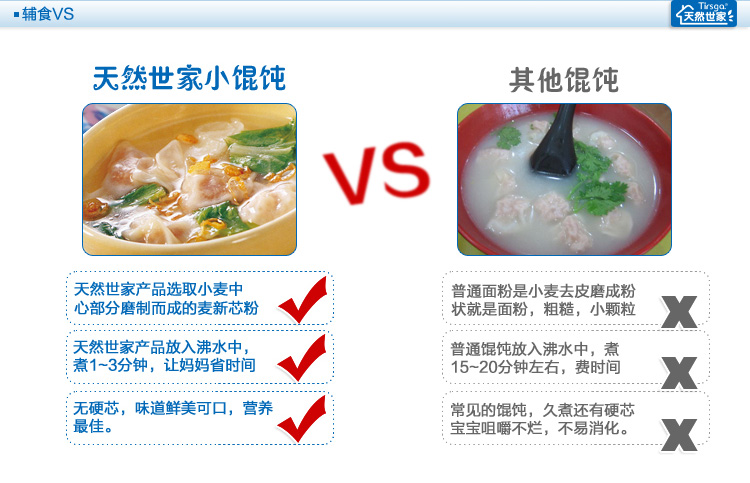 辅食VS
Tirsga
天然世家
天然世家小馄饨
其他馄饨
VS
天然世家产品选取小麦中
心部分磨制而成的麦新芯粉
普通面粉是小麦去皮磨成粉
状就是面粉，粗糙，小颗粒
天然世家产品放入沸水中，
煮1~3分钟，让妈妈省时间
普通馄饨放入沸水中，煮
15~20分钟左右，费时间
无硬芯，味道鲜美可口，营养
最佳。
常见的馄饨，久煮还有硬芯
宝宝咀嚼不烂，不易消化。